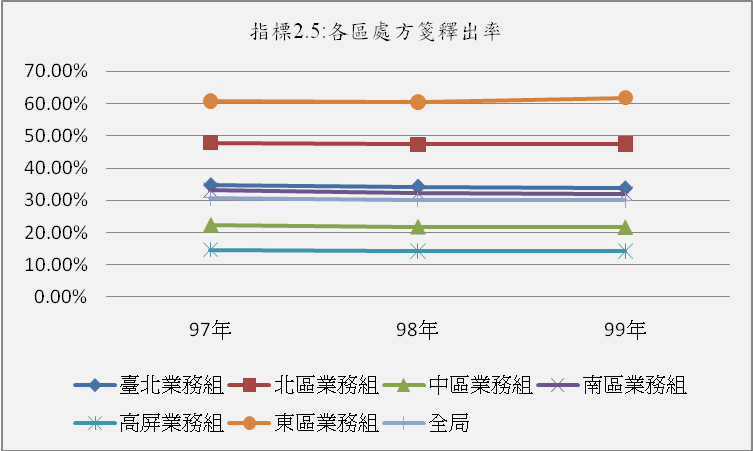 指標2.5:各區處方箋釋出率
70.00%
60.00%
50.00%
40.00%
30.00%
20.00%
10.00%
0.00%
97年 98年 99年
臺北業務組 北區業務組 中區業務組 南區業務組
高屏業務組 東區業務組 全局